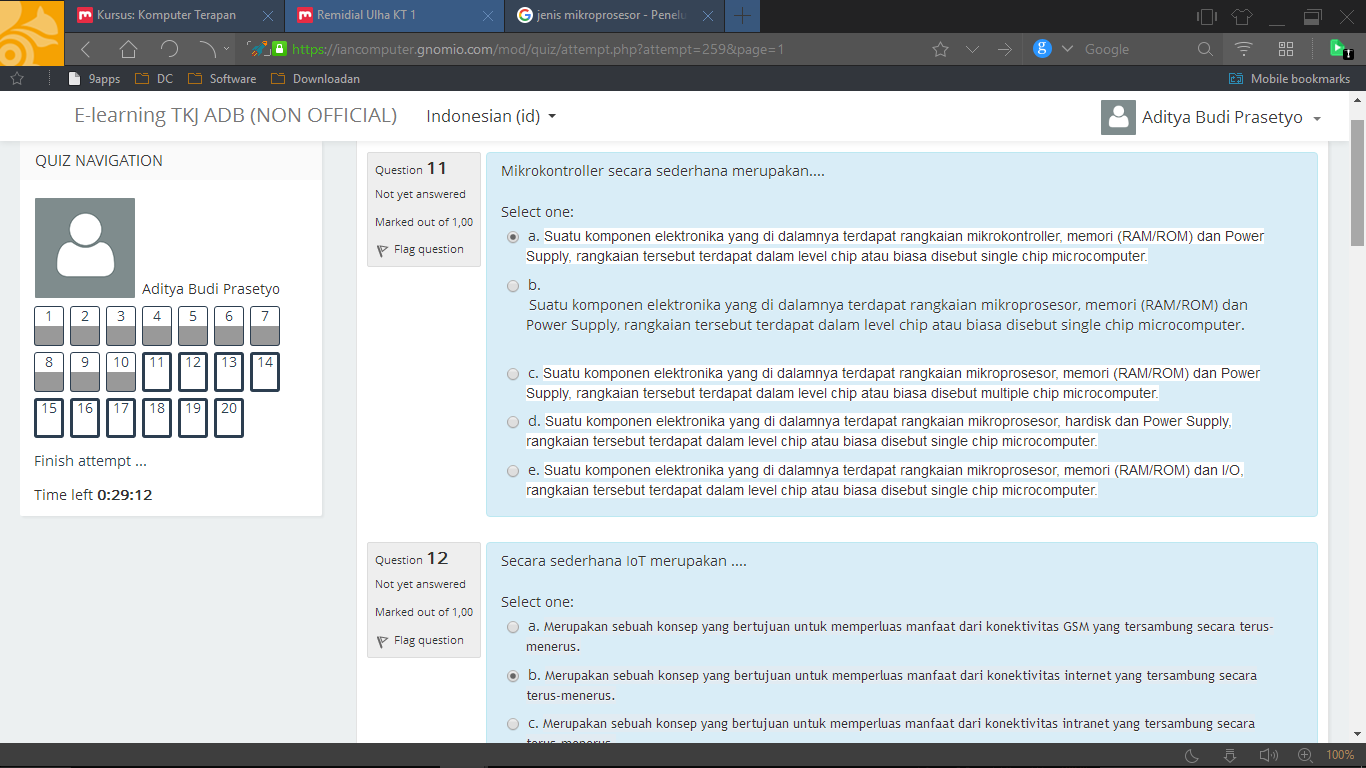 Kursus: Komputer Terapan
Remidial Ulha KT 1
jenis mikroprosesor - Penelu
https://iancomputer.gnomio.com/mod/quiz/attempt.php?attempt=259&page=1
Google
9apps
DC
Software
Downloadan
Mobile bookmarks
E-learning TKJ ADB (NON OFFICIAL)
Indonesian (id)
Aditya Budi Prasetyo
QUIZ NAVIGATION
Aditya Budi Prasetyo
1 2 3 4 5 6 7
8 9 10 11 12 13 14
15 16 17 18 19 20
Finish attempt ...
Time left 0:29:12
Question 11
Not yet answered
Marked out of 1,00
Flag question
Mikrokontroller secara sederhana merupakan....
Select one:
a. Suatu komponen elektronika yang di dalamnya terdapat rangkaian mikrokontroller, memori (RAM/ROM) dan Power
Supply, rangkaian tersebut terdapat dalam level chip atau biasa disebut single chip microcomputer.
b.
Suatu komponen elektronika yang di dalamnya terdapat rangkaian mikroprosesor, memori (RAM/ROM) dan
Power Supply, rangkaian tersebut terdapat dalam level chip atau biasa disebut single chip microcomputer.
c. Suatu komponen elektronika yang di dalamnya terdapat rangkaian mikroprosesor, memori (RAM/ROM) dan Power
Supply, rangkaian tersebut terdapat dalam level chip atau biasa disebut multiple chip microcomputer.
d. Suatu komponen elektronika yang di dalamnya terdapat rangkaian mikroprosesor, hardisk dan Power Supply,
rangkaian tersebut terdapat dalam level chip atau biasa disebut single chip microcomputer.
e. Suatu komponen elektronika yang di dalamnya terdapat rangkaian mikroprosesor, memori (RAM/ROM) dan I/O,
rangkaian tersebut terdapat dalam level chip atau biasa disebut single chip microcomputer.
Question 12
Not yet answered
Marked out of 1,00
Flag question
Secara sederhana IoT merupakan ....
Select one:
a. Merupakan sebuah konsep yang bertujuan untuk memperluas manfaat dari konektivitas GSM yang tersambung secara terus-
menerus.
b. Merupakan sebuah konsep yang bertujuan untuk memperluas manfaat dari konektivitas internet yang tersambung secara
terus-menerus.
c. Merupakan sebuah konsep yang bertujuan untuk memperluas manfaat dari konektivitas intranet yang tersambung secara
terus-menerus.
100%